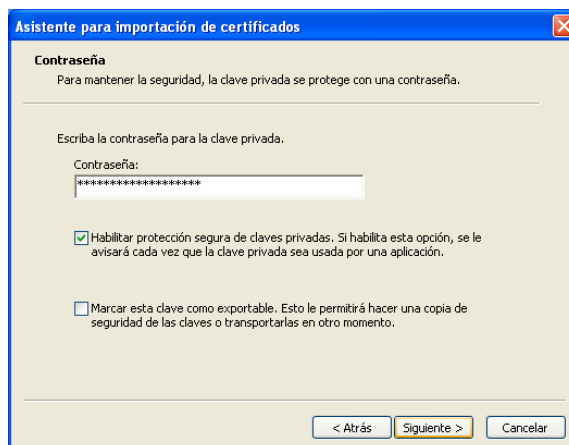 Asistente para importación de certificados
Contraseña
Para mantener la seguridad, la clave privada se protege con una contraseña.
Escriba la contraseña para la clave privada.
Contraseña:
*******************
Habilitar protección segura de claves privadas. Si habilita esta opción, se le
avisará cada vez que la clave privada sea usada por una aplicación.
Marcar esta clave como exportable. Esto le permitirá hacer una copia de
seguridad de las claves o transportarlas en otro momento.
< Atrás
Siguiente >
Cancelar